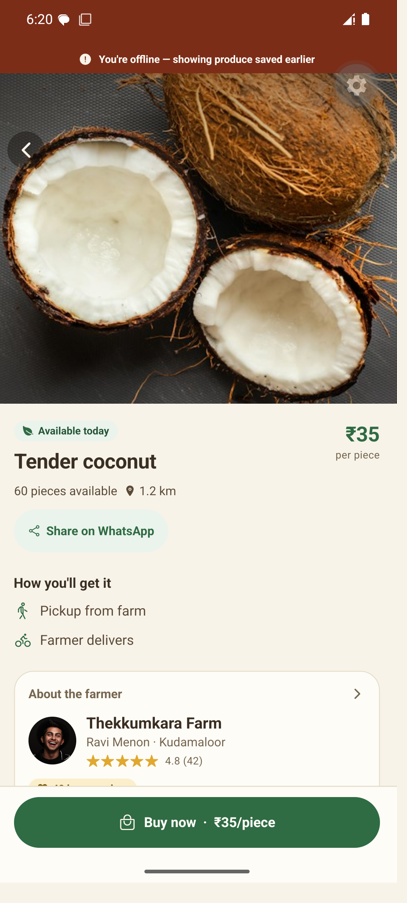 6:20
You're offline — showing produce saved earlier
Available today
₹35
Tender coconut
per piece
60 pieces available 1.2 km
Share on WhatsApp
How you'll get it
Pickup from farm
Farmer delivers
About the farmer
Thekkumkara Farm
Ravi Menon · Kudamaloor
4.8 (42)
Buy now · ₹35/piece